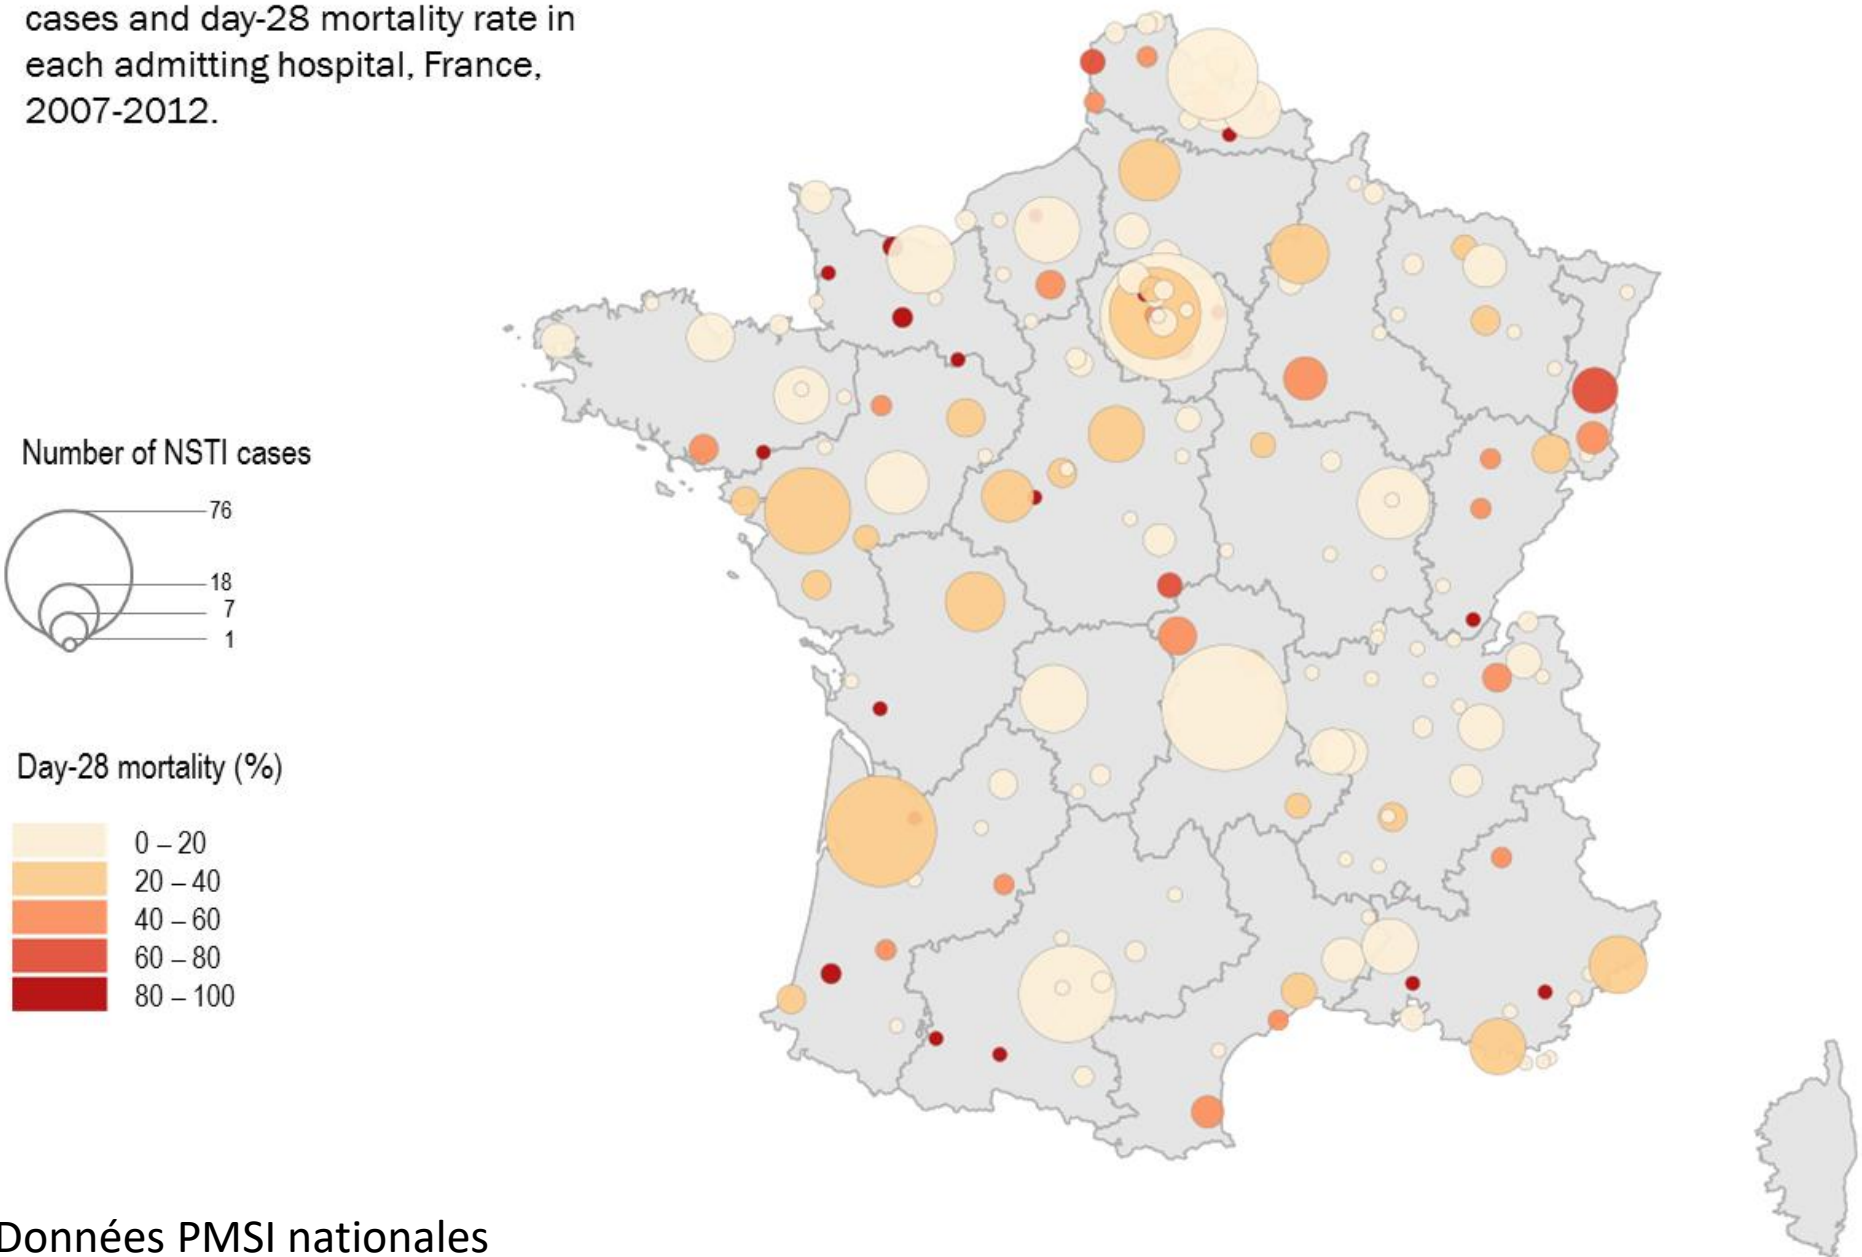 cases and day-28 mortality rate in
each admitting hospital, France,
2007-2012.
Number of NSTI cases
76
18
7
1
Day-28 mortality (%)
0 – 20
20 – 40
40 – 60
60 – 80
80 – 100
Données PMSI nationales